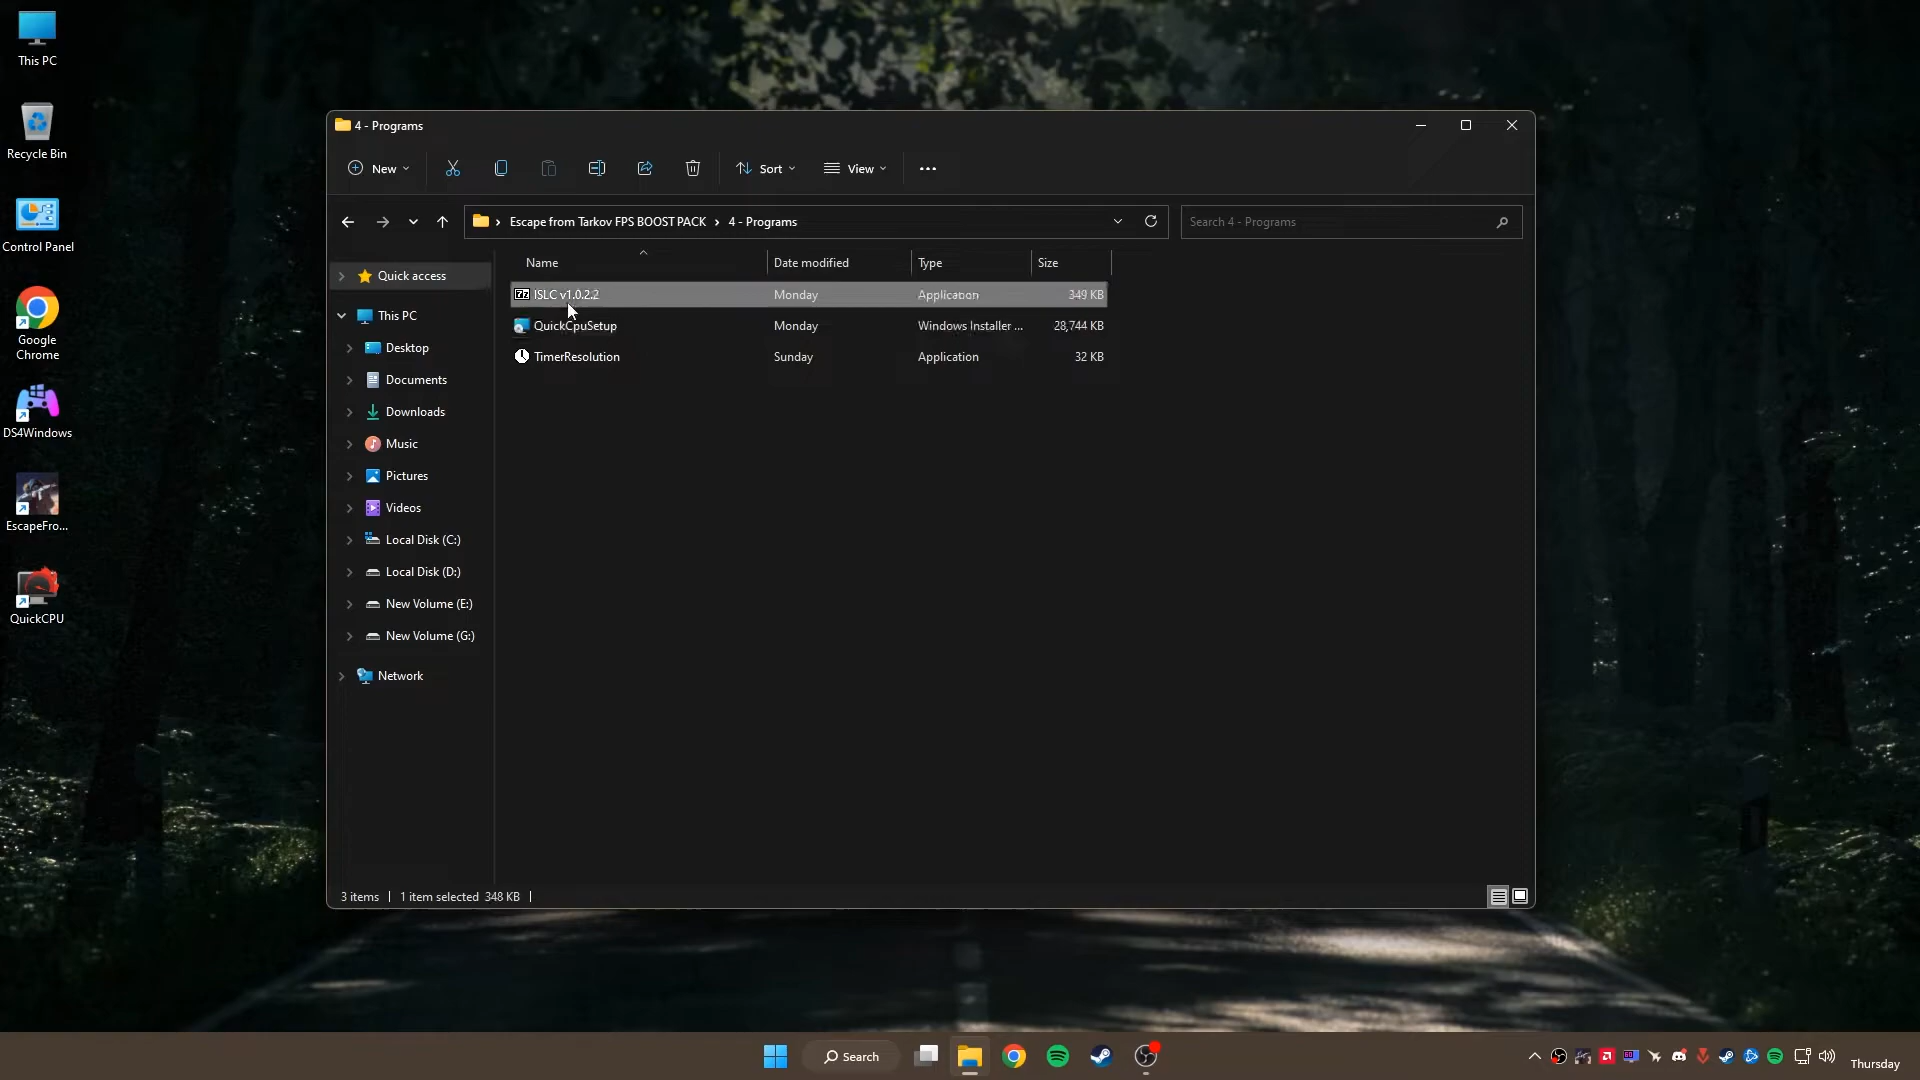 This PC
Recycle Bin
Control Panel
Google
Chrome
DS4Windows
EscapeFro...
QuickCPU
4 - Programs
New
Sort
View
Escape from Tarkov FPS BOOST PACK
4 - Programs
Search 4 - Programs
Quick access
This PC
Desktop
Documents
Downloads
Music
Pictures
Videos
Local Disk (C:)
Local Disk (D:)
New Volume (E:)
New Volume (G:)
Network
Name Date modified Type Size
ISLC v1.0.2.2 Monday Application 349 KB
QuickCpuSetup Monday Windows Installer ... 28,744 KB
TimerResolution Sunday Application 32 KB
3 items 1 item selected 348 KB
Search
Thursday